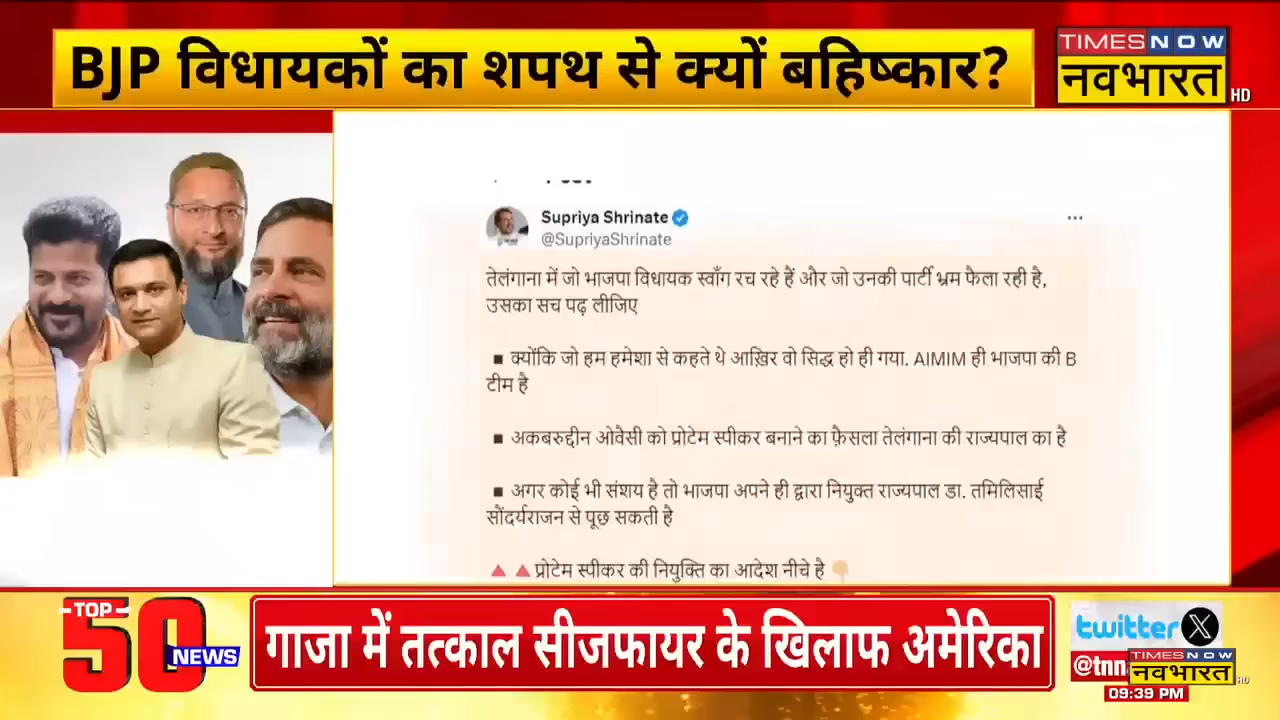 BJP विधायकों का शपथ से क्यों बहिष्कार?
TIMES NOW
नवभारत
HD
Supriya Shrinate
@SupriyaShrinate
तेलंगाना में जो भाजपा विधायक स्वाँग रच रहे हैं और जो उनकी पार्टी भ्रम फैला रही है,
उसका सच पढ़ लीजिए
▪ क्योंकि जो हम हमेशा से कहते थे आख़िर वो सिद्ध हो ही गया. AIMIM ही भाजपा की B
टीम है
▪ अकबरुद्दीन ओवैसी को प्रोटेम स्पीकर बनाने का फ़ैसला तेलंगाना की राज्यपाल का है
▪ अगर कोई भी संशय है तो भाजपा अपने ही द्वारा नियुक्त राज्यपाल डा. तमिलिसाई
सौंदर्यराजन से पूछ सकती है
🔺🔺प्रोटेम स्पीकर की नियुक्ति का आदेश नीचे है👇
TOP
50
NEWS
गाजा में तत्काल सीजफायर के खिलाफ अमेरिका
twitter X
@tnn
TIMES NOW
नवभारत
HD
09:39 PM